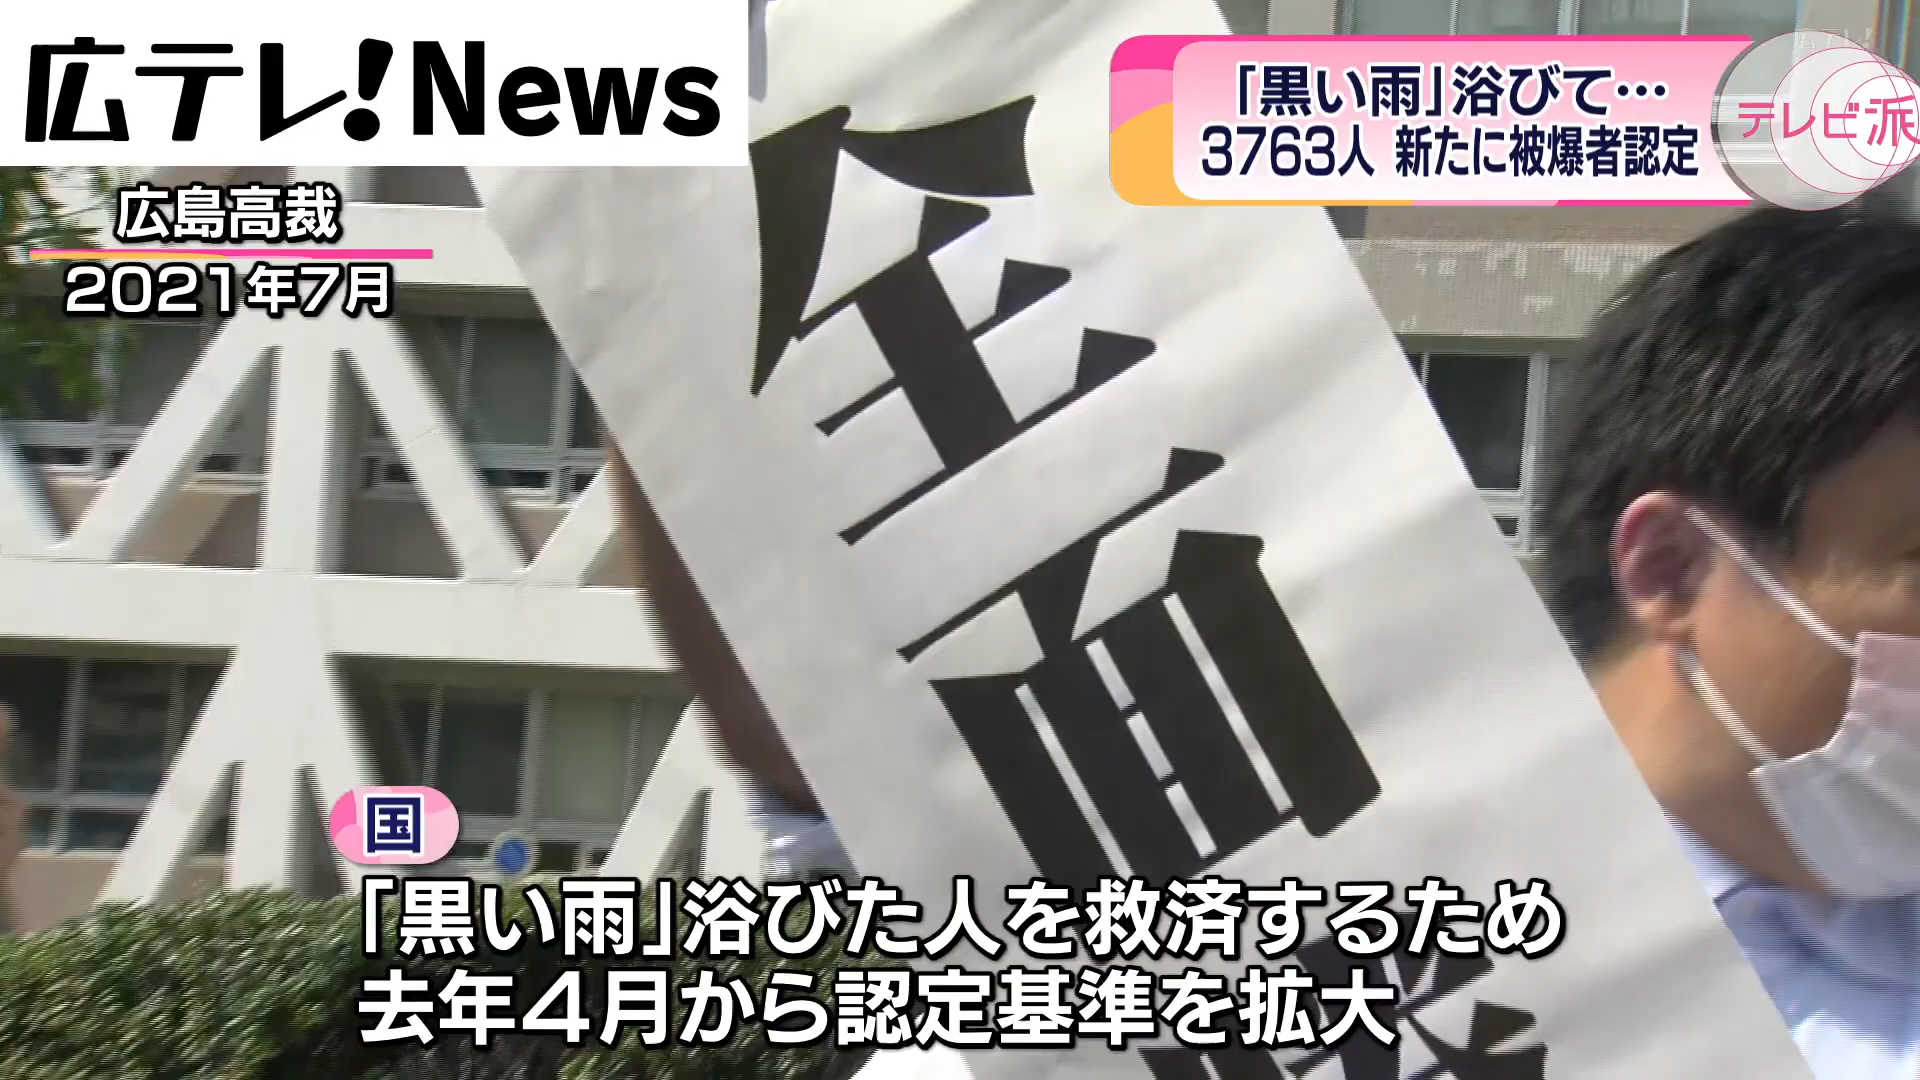 広テレ!News
「黒い雨」浴びて…
3763人 新たに被爆者認定
テレビ派
広島高裁
2021年7月
全面
国
「黒い雨」浴びた人を救済するため
去年4月から認定基準を拡大